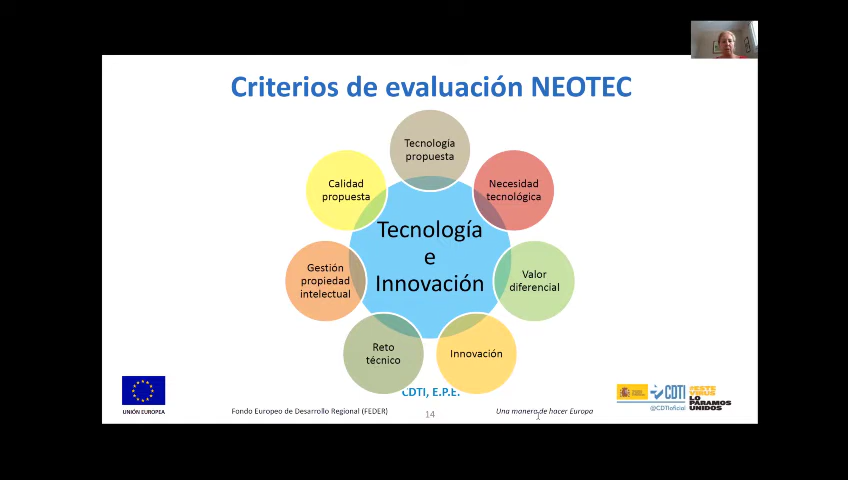 Criterios de evaluación NEOTEC
Tecnología
propuesta
Calidad
propuesta
Necesidad
tecnológica
Tecnología
e
Innovación
Gestión
propiedad
intelectual
Valor
diferencial
Reto
técnico
Innovación
CDTI, E.P.E.
UNIÓN EUROPEA
Fondo Europeo de Desarrollo Regional (FEDER)
14
Una manera de hacer Europa
CDTI
@CDTIoficial
#ESTE
VIRUS
LO
PARAMOS
UNIDOS